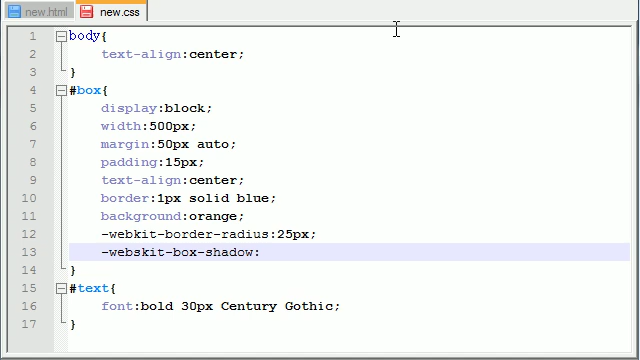 new.html new.css
1 body{
2 text-align:center;
3 }
4 #box{
5 display:block;
6 width:500px;
7 margin:50px auto;
8 padding:15px;
9 text-align:center;
10 border:1px solid blue;
11 background:orange;
12 -webkit-border-radius:25px;
13 -webskit-box-shadow:
14 }
15 #text{
16 font:bold 30px Century Gothic;
17 }